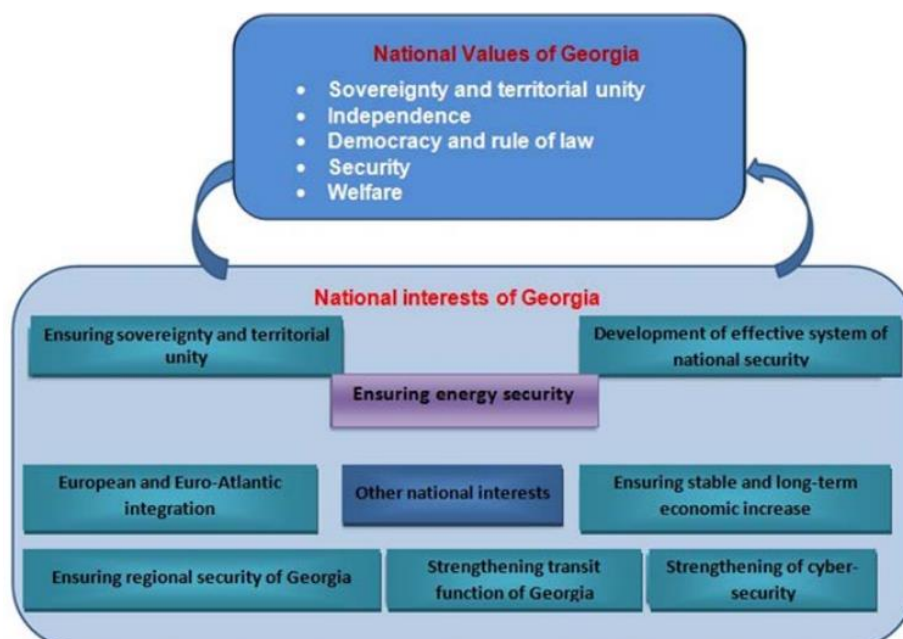 National Values of Georgia
• Sovereignty and territorial unity
• Independence
• Democracy and rule of law
• Security
• Welfare
National interests of Georgia
Ensuring sovereignty and territorial
unity
Development of effective system of
national security
Ensuring energy security
European and Euro-Atlantic
integration
Other national interests
Ensuring stable and long-term
economic increase
Ensuring regional security of Georgia
Strengthening transit
function of Georgia
Strengthening of cyber-
security